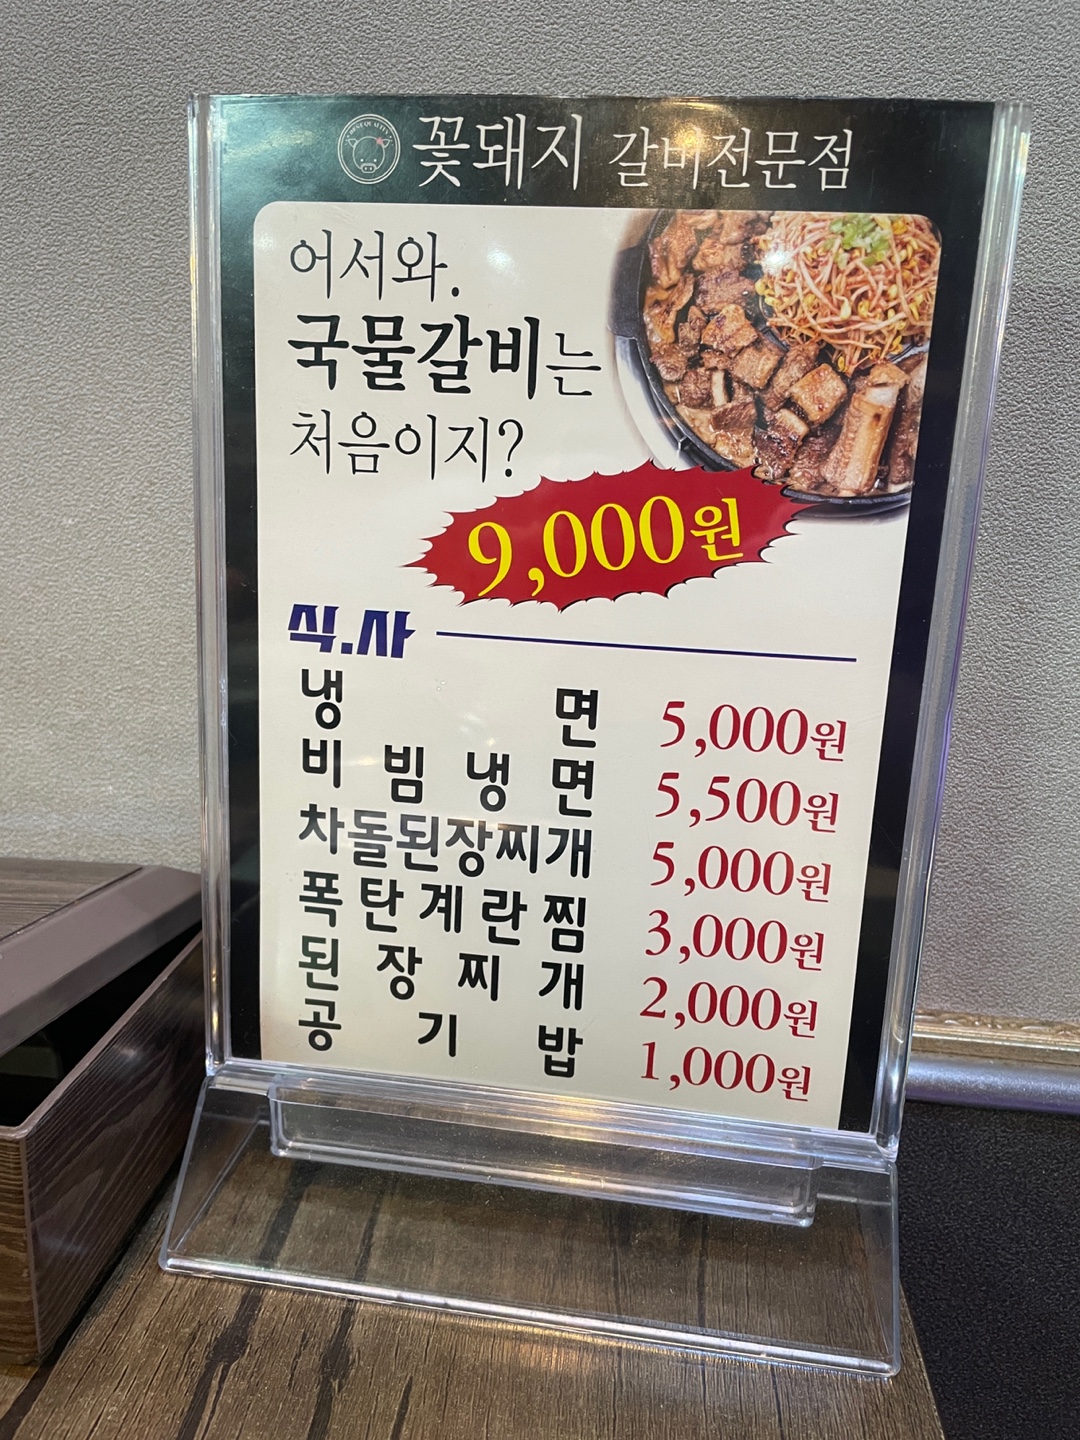 BEST QUALITY
꽃돼지 갈비전문점
어서와.
국물갈비는
처음이지?
9,000원
식.사
냉면 5,000원
비빔냉면 5,500원
차돌된장찌개 5,000원
폭탄계란찜 3,000원
된장찌개 2,000원
공기밥 1,000원